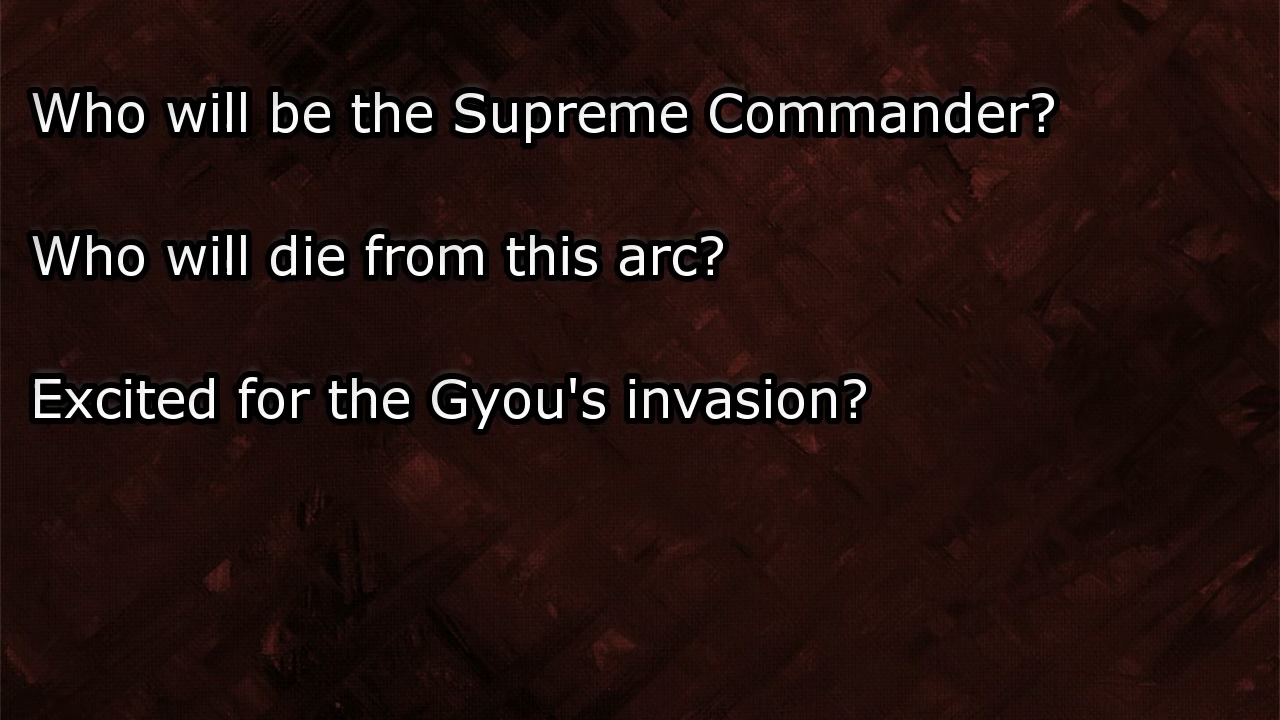 Who will be the Supreme Commander?
Who will die from this arc?
Excited for the Gyou's invasion?